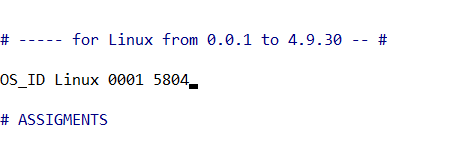 # ----- for Linux from 0.0.1 to 4.9.30 -- #
OS_ID Linux 0001 5804
# ASSIGMENTS